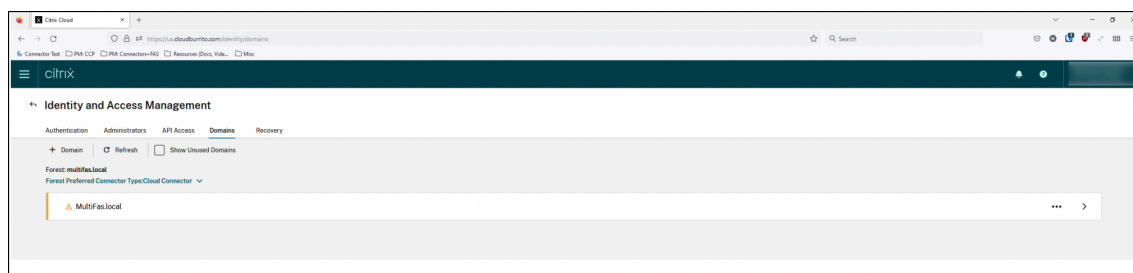 Citrix Cloud
https://us.cloudburrito.com/identity/domains
Search
Connector Test PM: CCP PM: Connectors+FAS Resources (Docs, Vide... Misc
citrix
Identity and Access Management
Authentication Administrators API Access Domains Recovery
+ Domain Refresh Show Unused Domains
Forest: multifas.local
Forest Preferred Connector Type:Cloud Connector
MultiFas.local